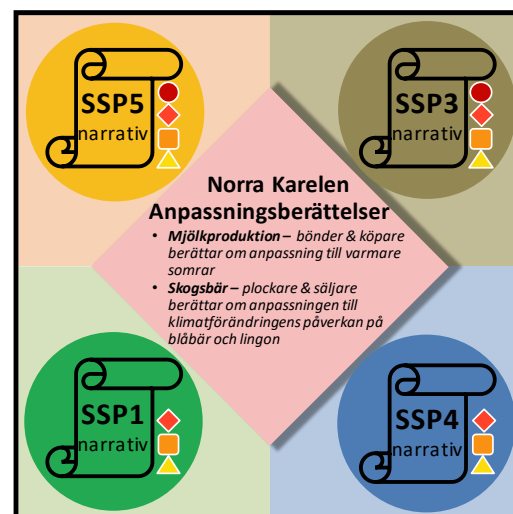 SSP5
narrativ
SSP3
narrativ
Norra Karelen
Anpassningsberättelser
• Mjölkproduktion – bönder & köpare
berättar om anpassning till varmare
somrar
• Skogsbär – plockare & säljare
berättar om anpassningen till
klimatförändringens påverkan på
blåbär och lingon
SSP1
narrativ
SSP4
narrativ